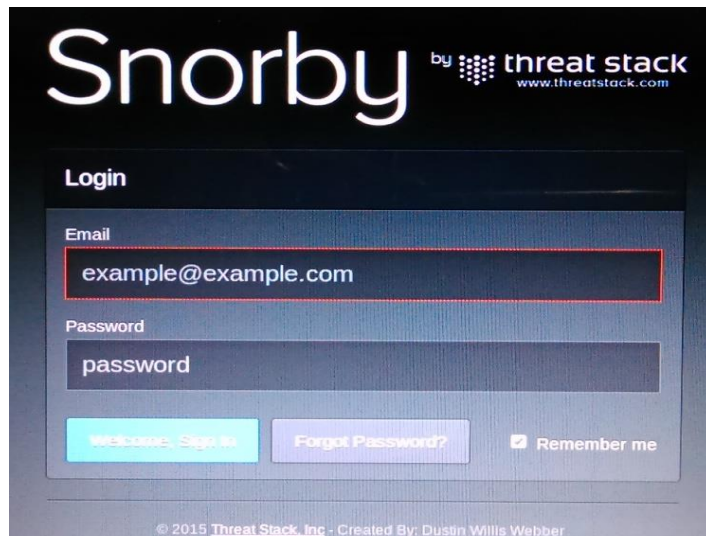 Snorby by threat stack
www.threatstack.com
Login
Email
example@example.com
Password
password
Welcome, Sign In Forgot Password? Remember me
© 2015 Threat Stack, Inc - Created By: Dustin Willis Webber